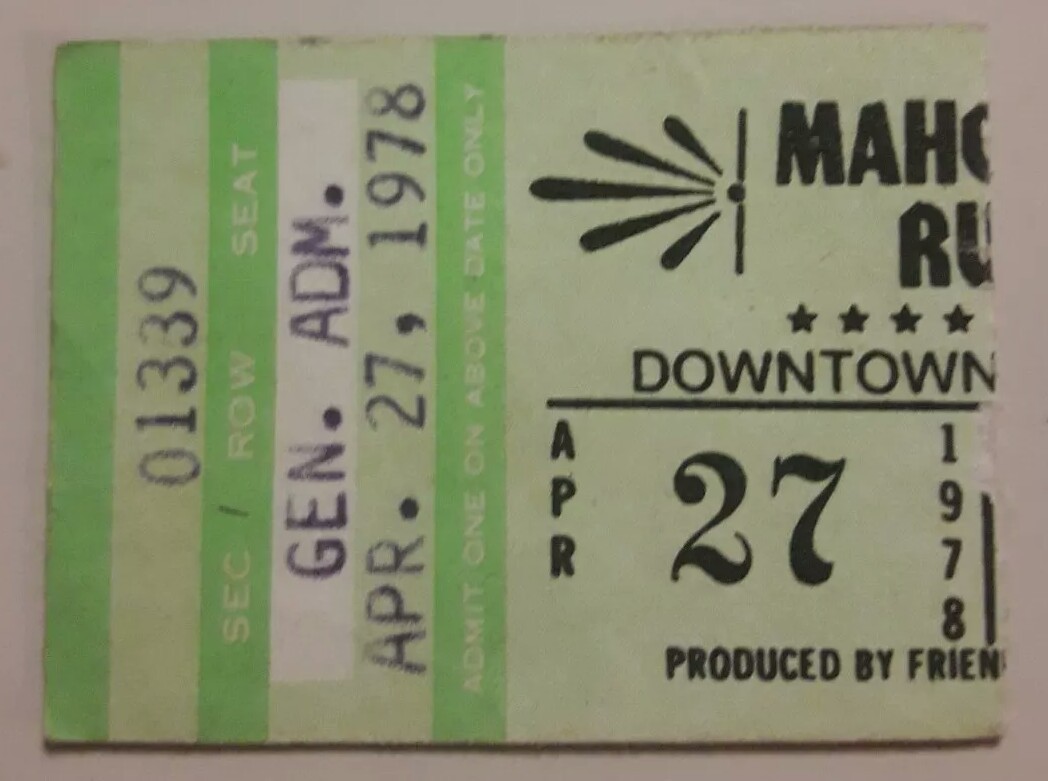 01339
SEC / ROW SEAT
GEN. ADM.
APR. 27, 1978
ADMIT ONE ON ABOVE DATE ONLY
MAHO
RU
★ ★ ★ ★
DOWNTOWN
APR 27 1978
PRODUCED BY FRIEN